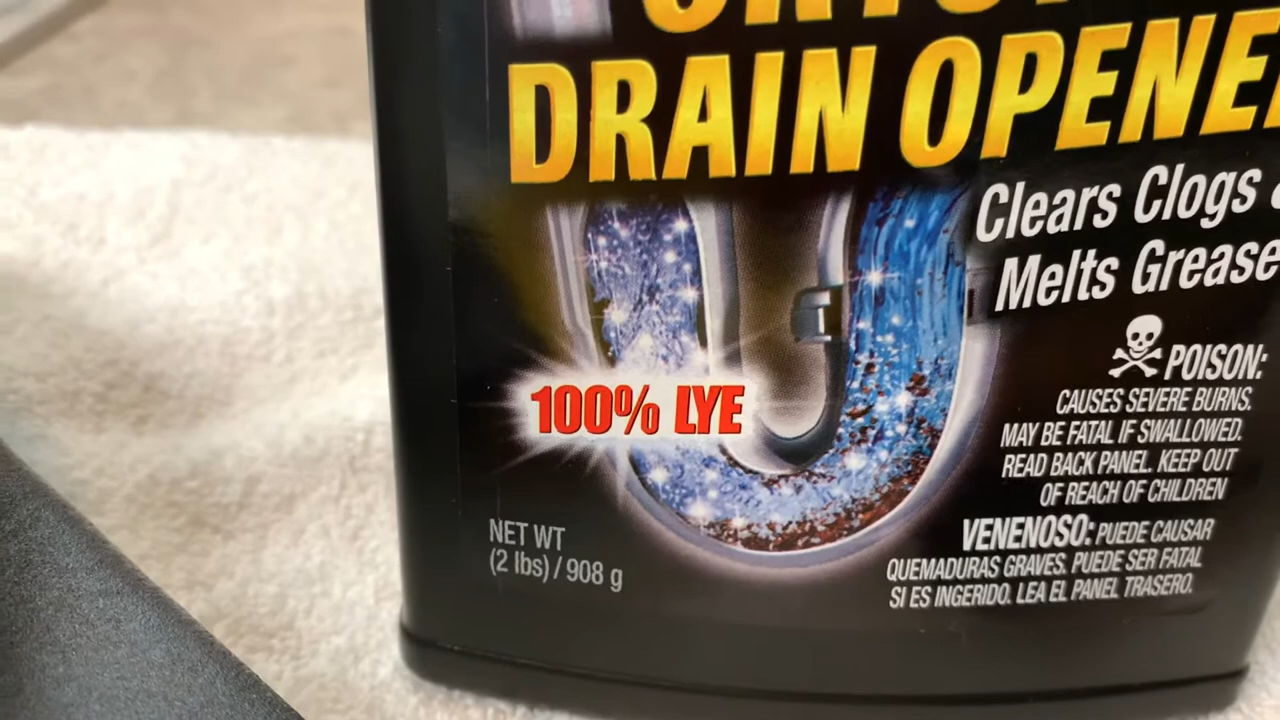 DRAIN OPENE
Clears Clogs
Melts Grease
100% LYE
POISON:
CAUSES SEVERE BURNS.
MAY BE FATAL IF SWALLOWED.
READ BACK PANEL. KEEP OUT
OF REACH OF CHILDREN
VENENOSO: PUEDE CAUSAR
QUEMADURAS GRAVES. PUEDE SER FATAL
SI ES INGERIDO. LEA EL PANEL TRASERO.
NET WT
(2 lbs) / 908 g